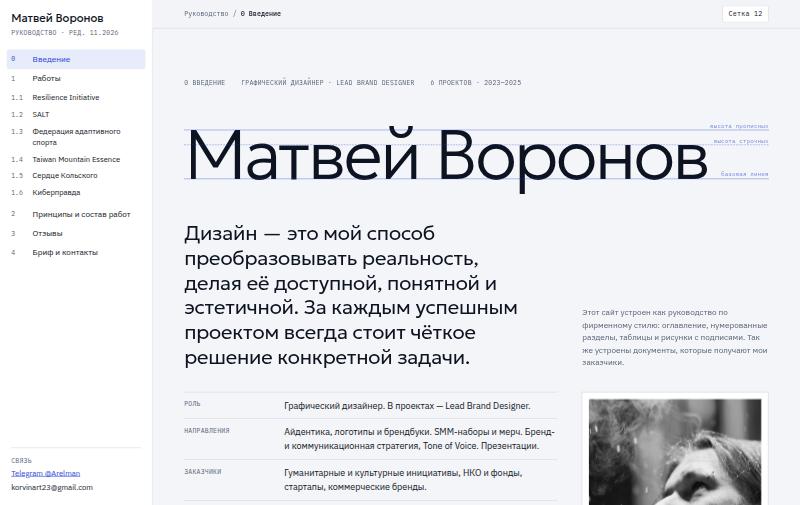 Матвей Воронов
РУКОВОДСТВО · РЕД. 11.2026
0 Введение
1 Работы
1.1 Resilience Initiative
1.2 SALT
1.3 Федерация адаптивного
спорта
1.4 Taiwan Mountain Essence
1.5 Сердце Кольского
1.6 Киберправда
2 Принципы и состав работ
3 Отзывы
4 Бриф и контакты
СВЯЗЬ
Telegram @Arelman
korvinart23@gmail.com
Руководство / 0 Введение
Сетка 12
0 ВВЕДЕНИЕ ГРАФИЧЕСКИЙ ДИЗАЙНЕР · LEAD BRAND DESIGNER 6 ПРОЕКТОВ · 2023—2025
высота прописных
высота строчных
базовая линия
Матвей Воронов
Дизайн — это мой способ
преобразовывать реальность,
делая её доступной, понятной и
эстетичной. За каждым успешным
проектом всегда стоит чёткое
решение конкретной задачи.
Этот сайт устроен как руководство по
фирменному стилю: оглавление, нумерованные
разделы, таблицы и рисунки с подписями. Так
же устроены документы, которые получают мои
заказчики.
РОЛЬ Графический дизайнер. В проектах — Lead Brand Designer.
НАПРАВЛЕНИЯ Айдентика, логотипы и брендбуки. SMM-наборы и мерч. Бренд-
и коммуникационная стратегия, Tone of Voice. Презентации.
ЗАКАЗЧИКИ Гуманитарные и культурные инициативы, НКО и фонды,
стартапы, коммерческие бренды.